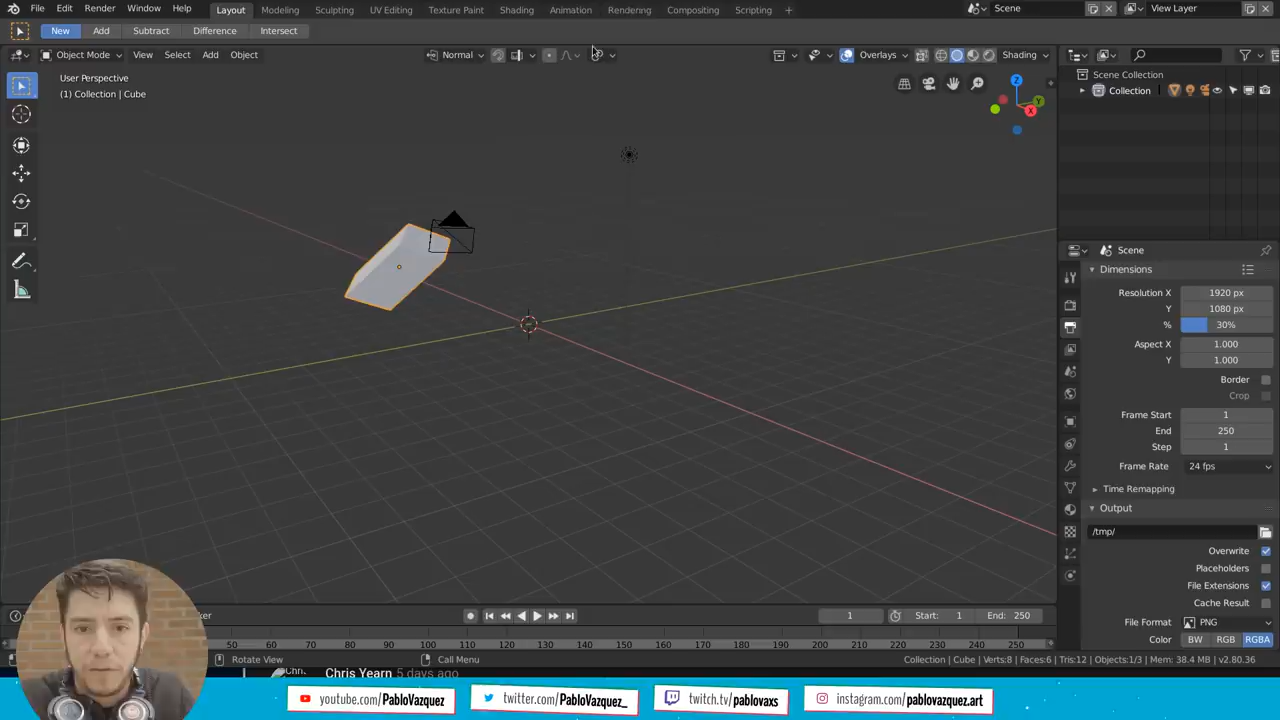 File Edit Render Window Help Layout Modeling Sculpting UV Editing Texture Paint Shading Animation Rendering Compositing Scripting + Scene View Layer
New Add Subtract Difference Intersect
Object Mode View Select Add Object Normal Overlays Shading
User Perspective
(1) Collection | Cube
Z
Y
X
Scene Collection
Collection
Scene
Dimensions
Resolution X 1920 px
Y 1080 px
% 30%
Aspect X 1.000
Y 1.000
Border
Crop
Frame Start 1
End 250
Step 1
Frame Rate 24 fps
Time Remapping
Output
/tmp/
Overwrite
Placeholders
File Extensions
Cache Result
File Format PNG
Color BW RGB RGBA
1 Start: 1 End: 250
50 60 70 80 90 100 110 120 130 140 150 160 170 180 190 200 210 220 230 240 250
Rotate View Call Menu Collection | Cube | Verts:8 | Faces:6 | Tris:12 | Objects:1/3 | Mem: 38.4 MB | v2.80.36
Chris Yearn 5 days ago
youtube.com/PabloVazquez twitter.com/PabloVazquez_ twitch.tv/pablovaxs instagram.com/pablovazquez.art